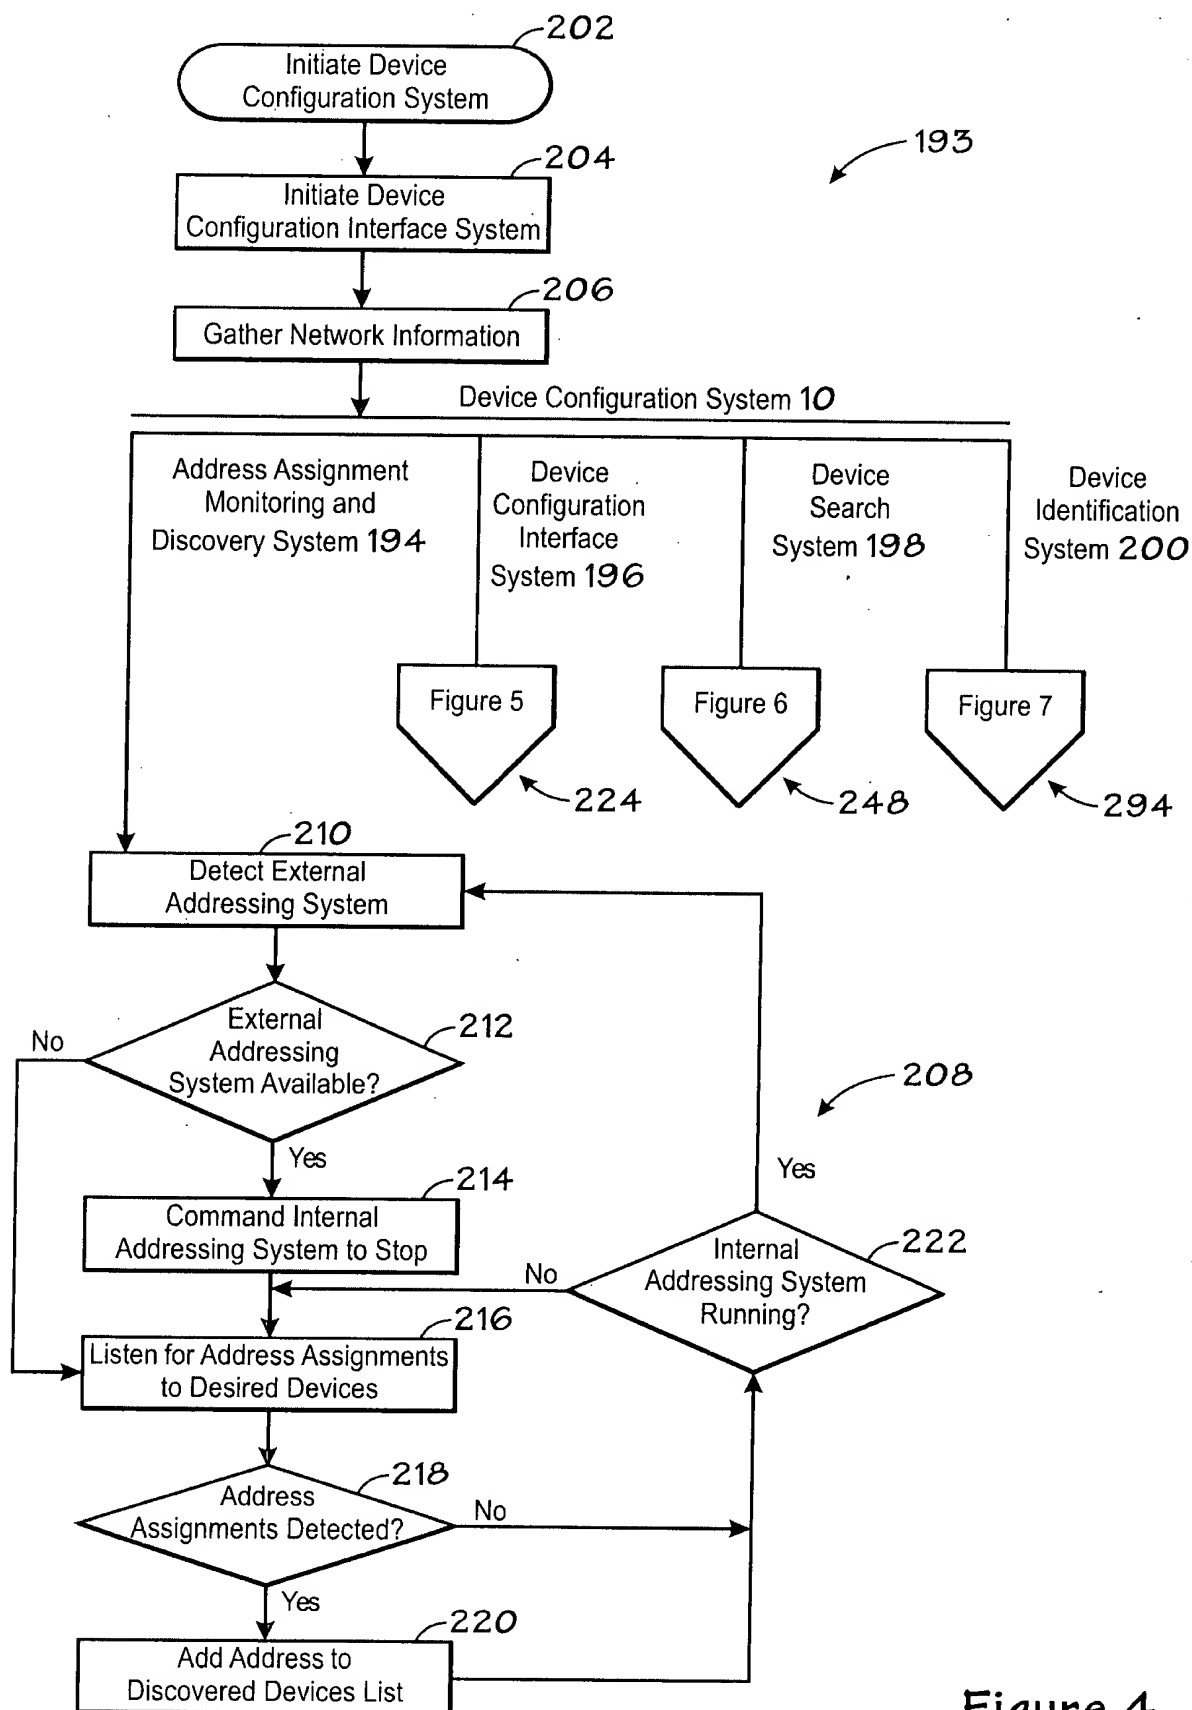 202
Initiate Device
Configuration System
193
204
Initiate Device
Configuration Interface System
206
Gather Network Information
Device Configuration System 10
Address Assignment
Monitoring and
Discovery System 194
Device
Configuration
Interface
System 196
Device
Search
System 198
Device
Identification
System 200
Figure 5
Figure 6
Figure 7
224
248
294
210
Detect External
Addressing System
No
External
Addressing
System Available?
212
208
Yes
Yes
214
Command Internal
Addressing System to Stop
No
Internal
Addressing System
Running?
222
216
Listen for Address Assignments
to Desired Devices
218
Address
Assignments Detected?
No
Yes
220
Add Address to
Discovered Devices List
Figure 4